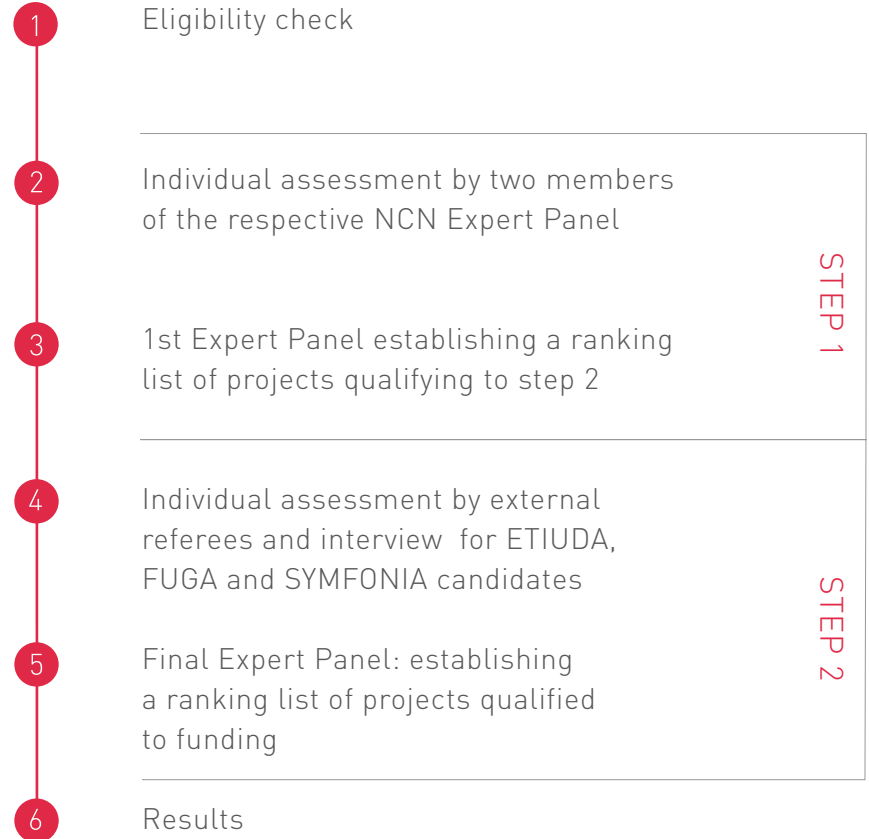 1
Eligibility check
2
Individual assessment by two members
of the respective NCN Expert Panel
3
1st Expert Panel establishing a ranking
list of projects qualifying to step 2
STEP 1
4
Individual assessment by external
referees and interview for ETIUDA,
FUGA and SYMFONIA candidates
5
Final Expert Panel: establishing
a ranking list of projects qualified
to funding
STEP 2
6
Results